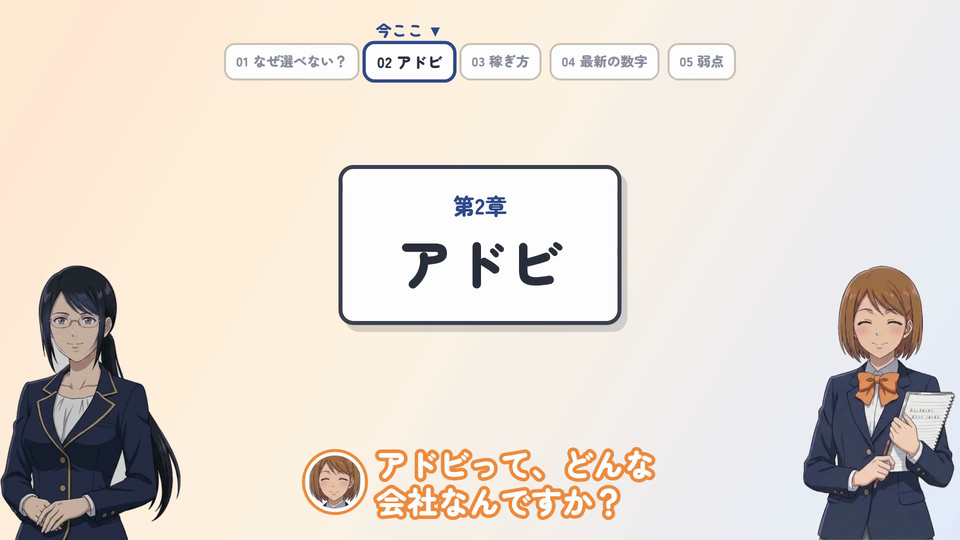 今ここ ▼
01 なぜ選べない？
02 アドビ
03 稼ぎ方
04 最新の数字
05 弱点
第2章
アドビ
アドビって、どんな
会社なんですか？